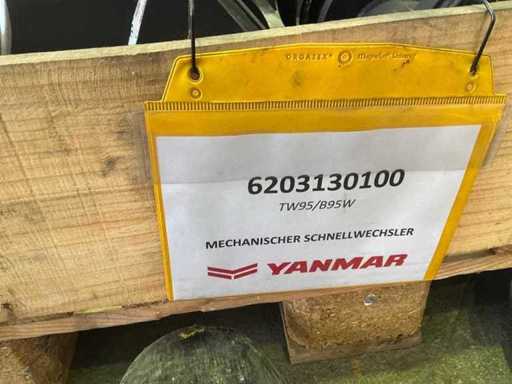 ORGATEX®
6203130100
TW95/B95W
MECHANISCHER SCHNELLWECHSLER
YANMAR